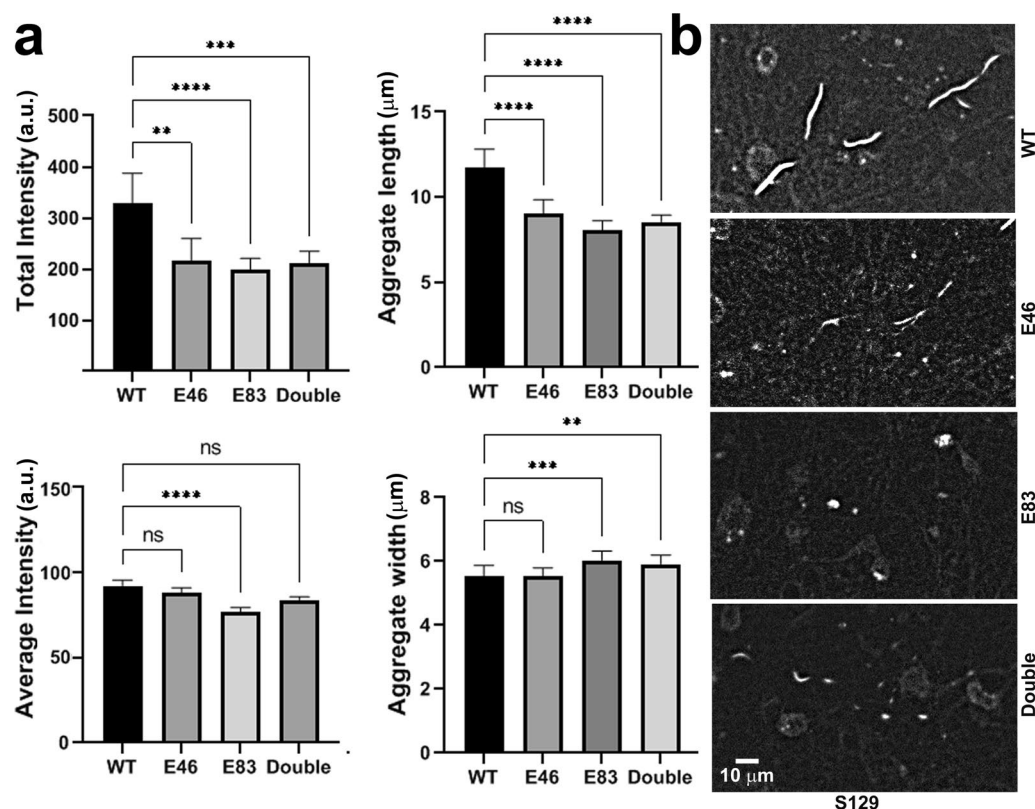 a
Total Intensity (a.u.)
500
400
300
200
100
**
****
***
WT E46 E83 Double
Aggregate length (µm)
15
10
5
0
****
****
****
WT E46 E83 Double
Average Intensity (a.u.)
150
100
50
0
ns
****
ns
WT E46 E83 Double
Aggregate width (µm)
8
6
4
2
0
ns
***
**
WT E46 E83 Double
b
WT
E46
E83
Double
10 µm
S129